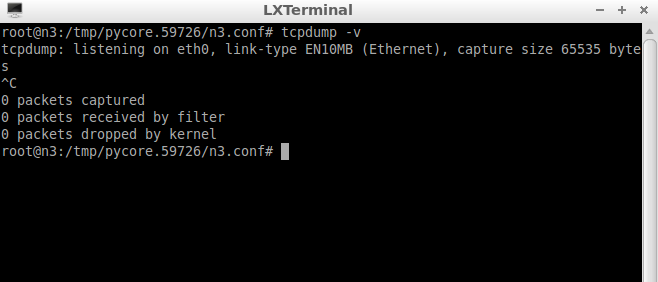 LXTerminal
root@n3:/tmp/pycore.59726/n3.conf# tcpdump -v
tcpdump: listening on eth0, link-type EN10MB (Ethernet), capture size 65535 byte
s
^C
0 packets captured
0 packets received by filter
0 packets dropped by kernel
root@n3:/tmp/pycore.59726/n3.conf#